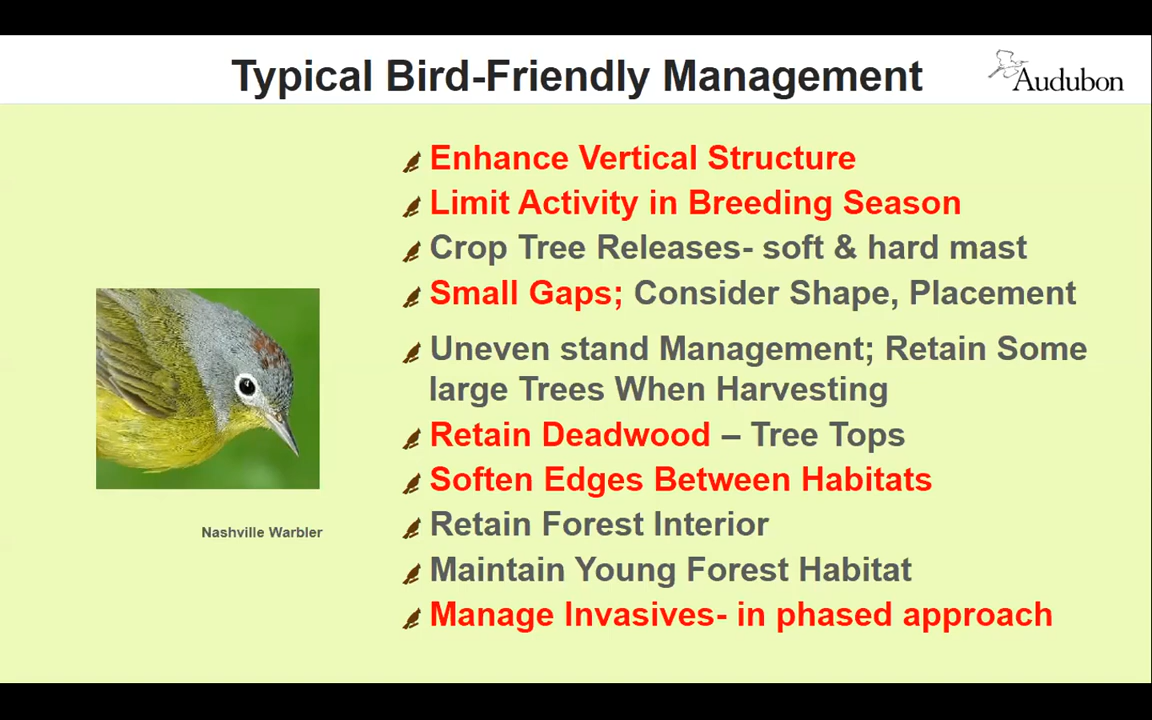 Typical Bird-Friendly Management
Audubon
Enhance Vertical Structure
Limit Activity in Breeding Season
Crop Tree Releases- soft & hard mast
Small Gaps; Consider Shape, Placement
Uneven stand Management; Retain Some
large Trees When Harvesting
Retain Deadwood – Tree Tops
Soften Edges Between Habitats
Retain Forest Interior
Maintain Young Forest Habitat
Manage Invasives- in phased approach
Nashville Warbler